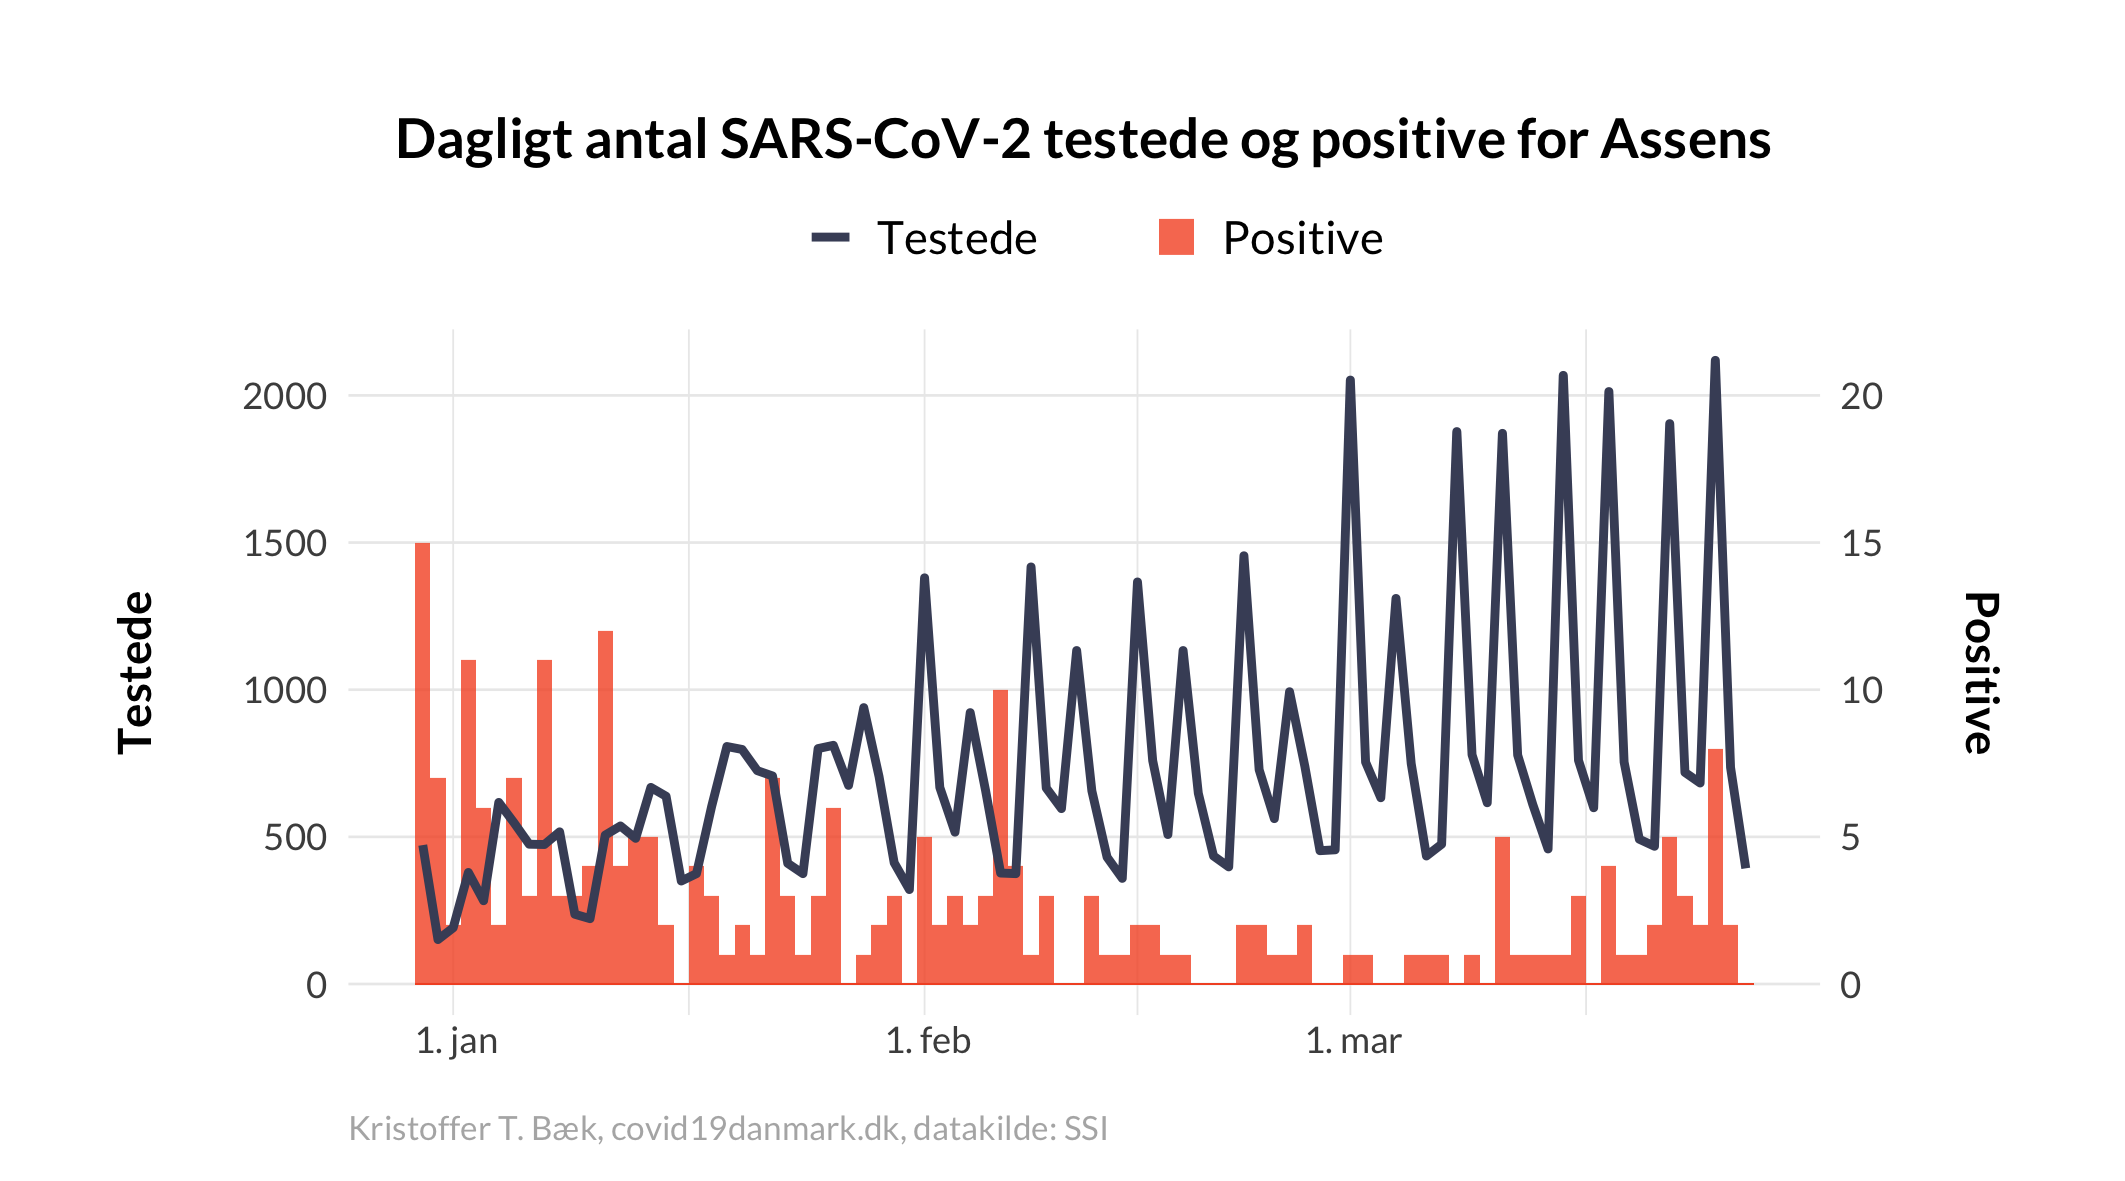 Dagligt antal SARS-CoV-2 testede og positive for Assens
Testede Positive
2000 20
1500 15
1000 10
500 5
0 0
Testede
Positive
1. jan 1. feb 1. mar
Kristoffer T. Bæk, covid19danmark.dk, datakilde: SSI